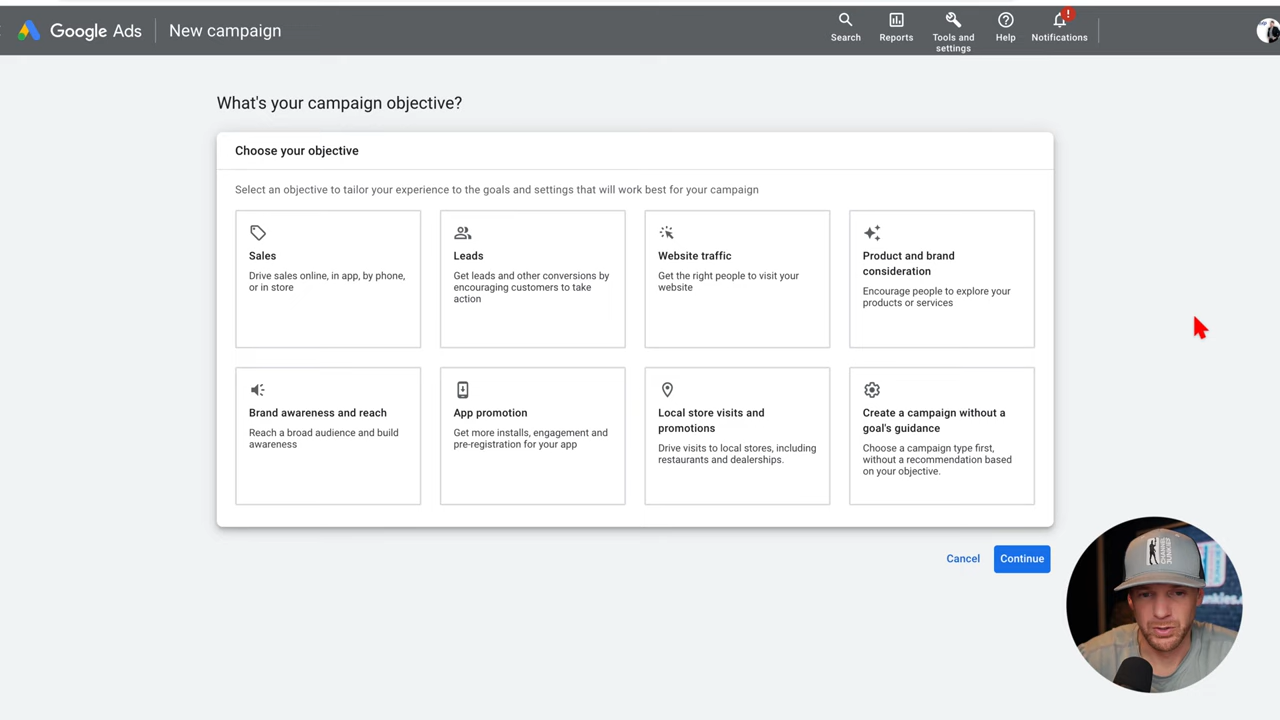 Google Ads
New campaign
Search
Reports
Tools and
settings
Help
!
Notifications
What's your campaign objective?
Choose your objective
Select an objective to tailor your experience to the goals and settings that will work best for your campaign
Sales
Drive sales online, in app, by phone,
or in store
Leads
Get leads and other conversions by
encouraging customers to take
action
Website traffic
Get the right people to visit your
website
Product and brand
consideration
Encourage people to explore your
products or services
Brand awareness and reach
Reach a broad audience and build
awareness
App promotion
Get more installs, engagement and
pre-registration for your app
Local store visits and
promotions
Drive visits to local stores, including
restaurants and dealerships.
Create a campaign without a
goal's guidance
Choose a campaign type first,
without a recommendation based
on your objective.
Cancel
Continue
CHANNEL
JUNKIES